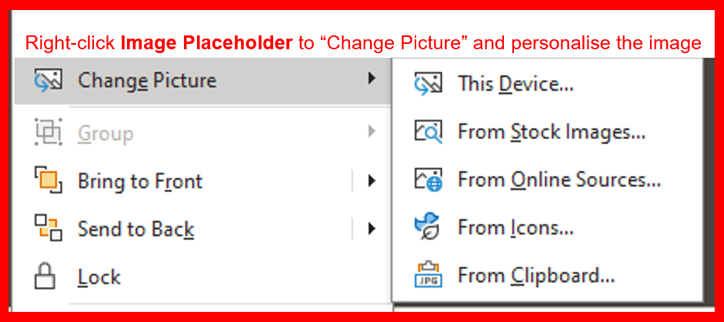 Right-click Image Placeholder to “Change Picture” and personalise the image
Change Picture
Group
Bring to Front
Send to Back
Lock
This Device...
From Stock Images...
From Online Sources...
From Icons...
From Clipboard...
JPG